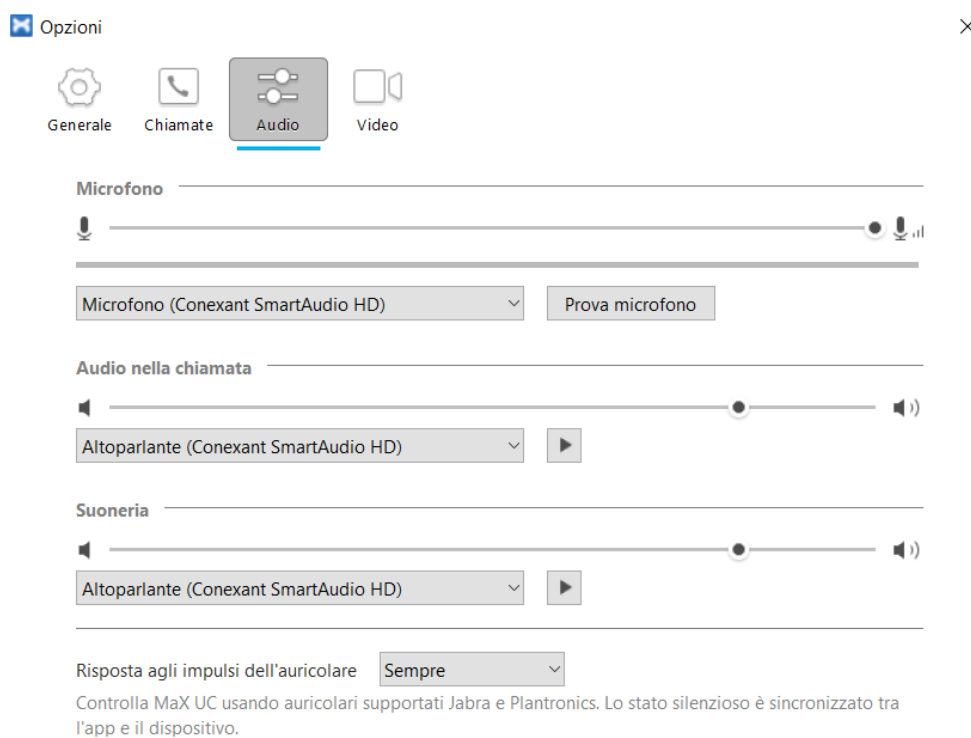 Opzioni
Generale
Chiamate
Audio
Video
Microfono
Microfono (Conexant SmartAudio HD)
Prova microfono
Audio nella chiamata
Altoparlante (Conexant SmartAudio HD)
Suoneria
Altoparlante (Conexant SmartAudio HD)
Risposta agli impulsi dell'auricolare
Sempre
Controlla MaX UC usando auricolari supportati Jabra e Plantronics. Lo stato silenzioso è sincronizzato tra
l'app e il dispositivo.